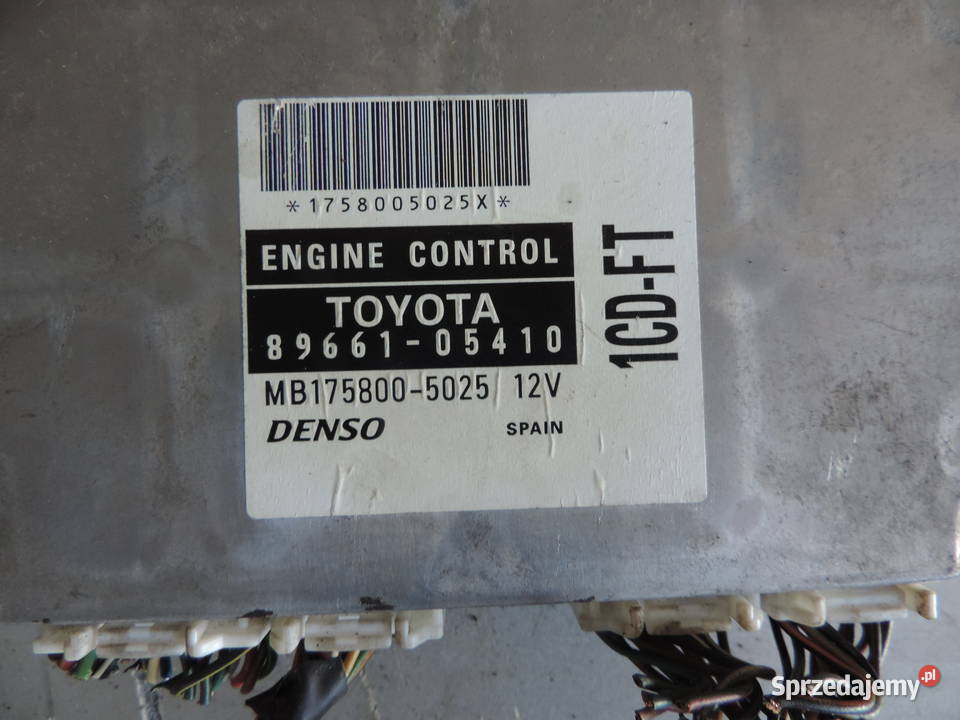 *1758005025X*
ENGINE CONTROL
TOYOTA
89661-05410
MB175800-5025 12V
DENSO SPAIN
1CD-FT
Sprzedajemy.pl